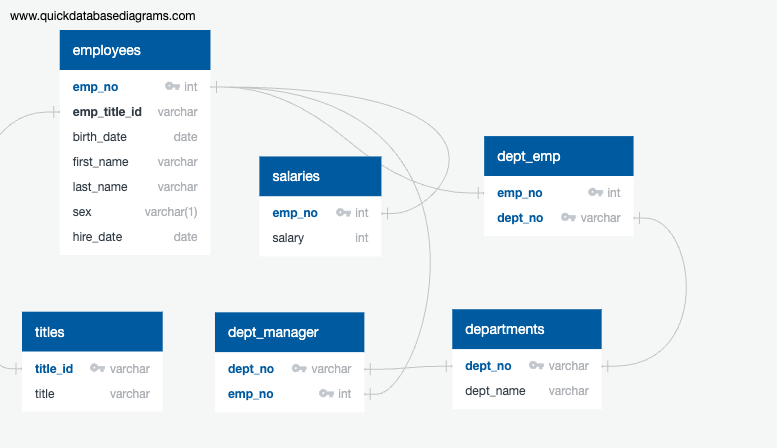 www.quickdatabasediagrams.com
employees
emp_no int
emp_title_id varchar
birth_date date
first_name varchar
last_name varchar
sex varchar(1)
hire_date date
salaries
emp_no int
salary int
dept_emp
emp_no int
dept_no varchar
titles
title_id varchar
title varchar
dept_manager
dept_no varchar
emp_no int
departments
dept_no varchar
dept_name varchar